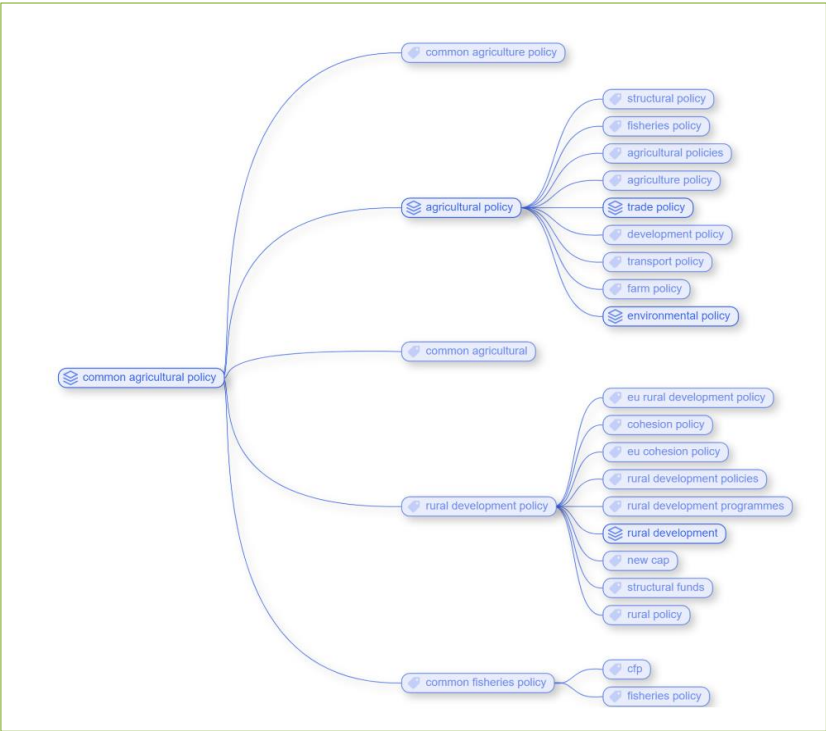 common agriculture policy
structural policy
fisheries policy
agricultural policies
agriculture policy
agricultural policy
trade policy
development policy
transport policy
farm policy
environmental policy
common agricultural
common agricultural policy
eu rural development policy
cohesion policy
eu cohesion policy
rural development policies
rural development policy
rural development programmes
rural development
new cap
structural funds
rural policy
cfp
common fisheries policy
fisheries policy